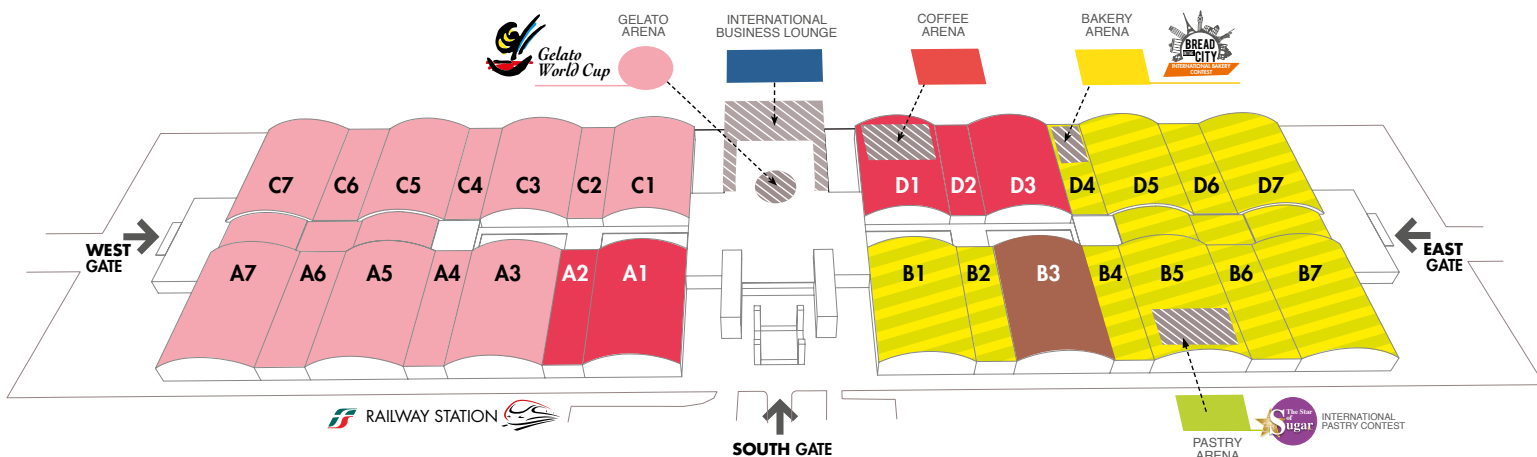 GELATO
ARENA
INTERNATIONAL
BUSINESS LOUNGE
COFFEE
ARENA
BAKERY
ARENA
Gelato
World Cup
BREAD
IN THE
CITY
INTERNATIONAL BAKERY
CONTEST
C7 C6 C5 C4 C3 C2 C1
D1 D2 D3 D4 D5 D6 D7
WEST
GATE
EAST
GATE
A7 A6 A5 A4 A3 A2 A1
B1 B2 B3 B4 B5 B6 B7
RAILWAY STATION
SOUTH GATE
The Star
of
Sugar
INTERNATIONAL
PASTRY CONTEST
PASTRY
ARENA